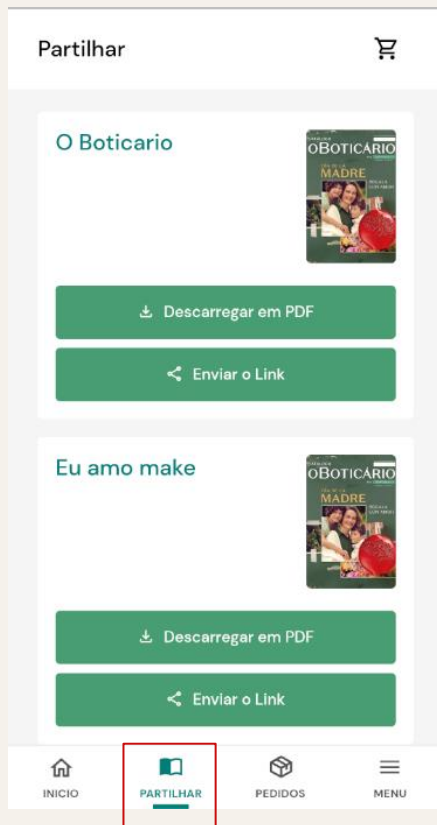 Partilhar
O Boticario
OBOTICÁRIO
MADRE
Descarregar em PDF
Enviar o Link
Eu amo make
OBOTICÁRIO
MADRE
Descarregar em PDF
Enviar o Link
INICIO PARTILHAR PEDIDOS MENU